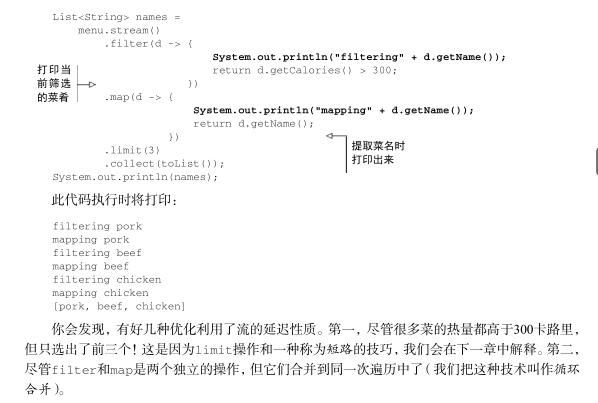 List<String> names =
menu.stream()
.filter(d -> {
System.out.println("filtering" + d.getName());
return d.getCalories() > 300;
})
打印当
前筛选
的菜肴
.map(d -> {
System.out.println("mapping" + d.getName());
return d.getName();
})
提取菜名时
打印出来
.limit(3)
.collect(toList());
System.out.println(names);
此代码执行时将打印：
filtering pork
mapping pork
filtering beef
mapping beef
filtering chicken
mapping chicken
[pork, beef, chicken]
你会发现，有好几种优化利用了流的延迟性质。第一，尽管很多菜的热量都高于300卡路里，
但只选出了前三个！这是因为limit操作和一种称为短路的技巧，我们会在下一章中解释。第二，
尽管filter和map是两个独立的操作，但它们合并到同一次遍历中了（我们把这种技术叫作循环
合并）。